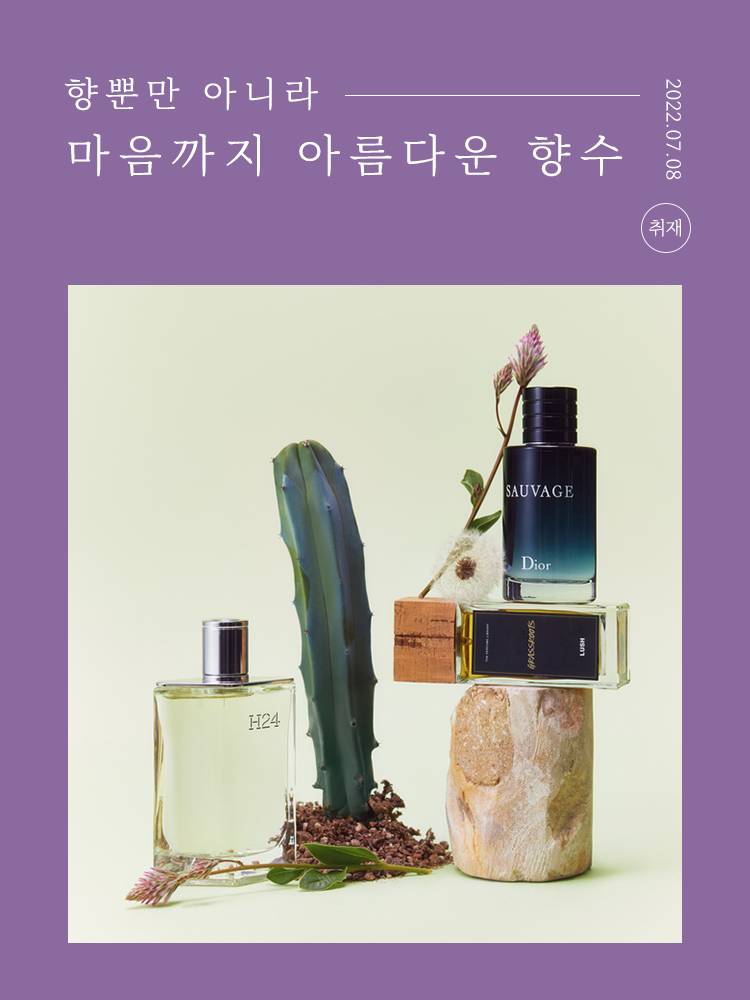 향뿐만 아니라
마음까지 아름다운 향수
2022.07.08
취재
SAUVAGE
Dior
GRASSROOTS
LUSH
H24